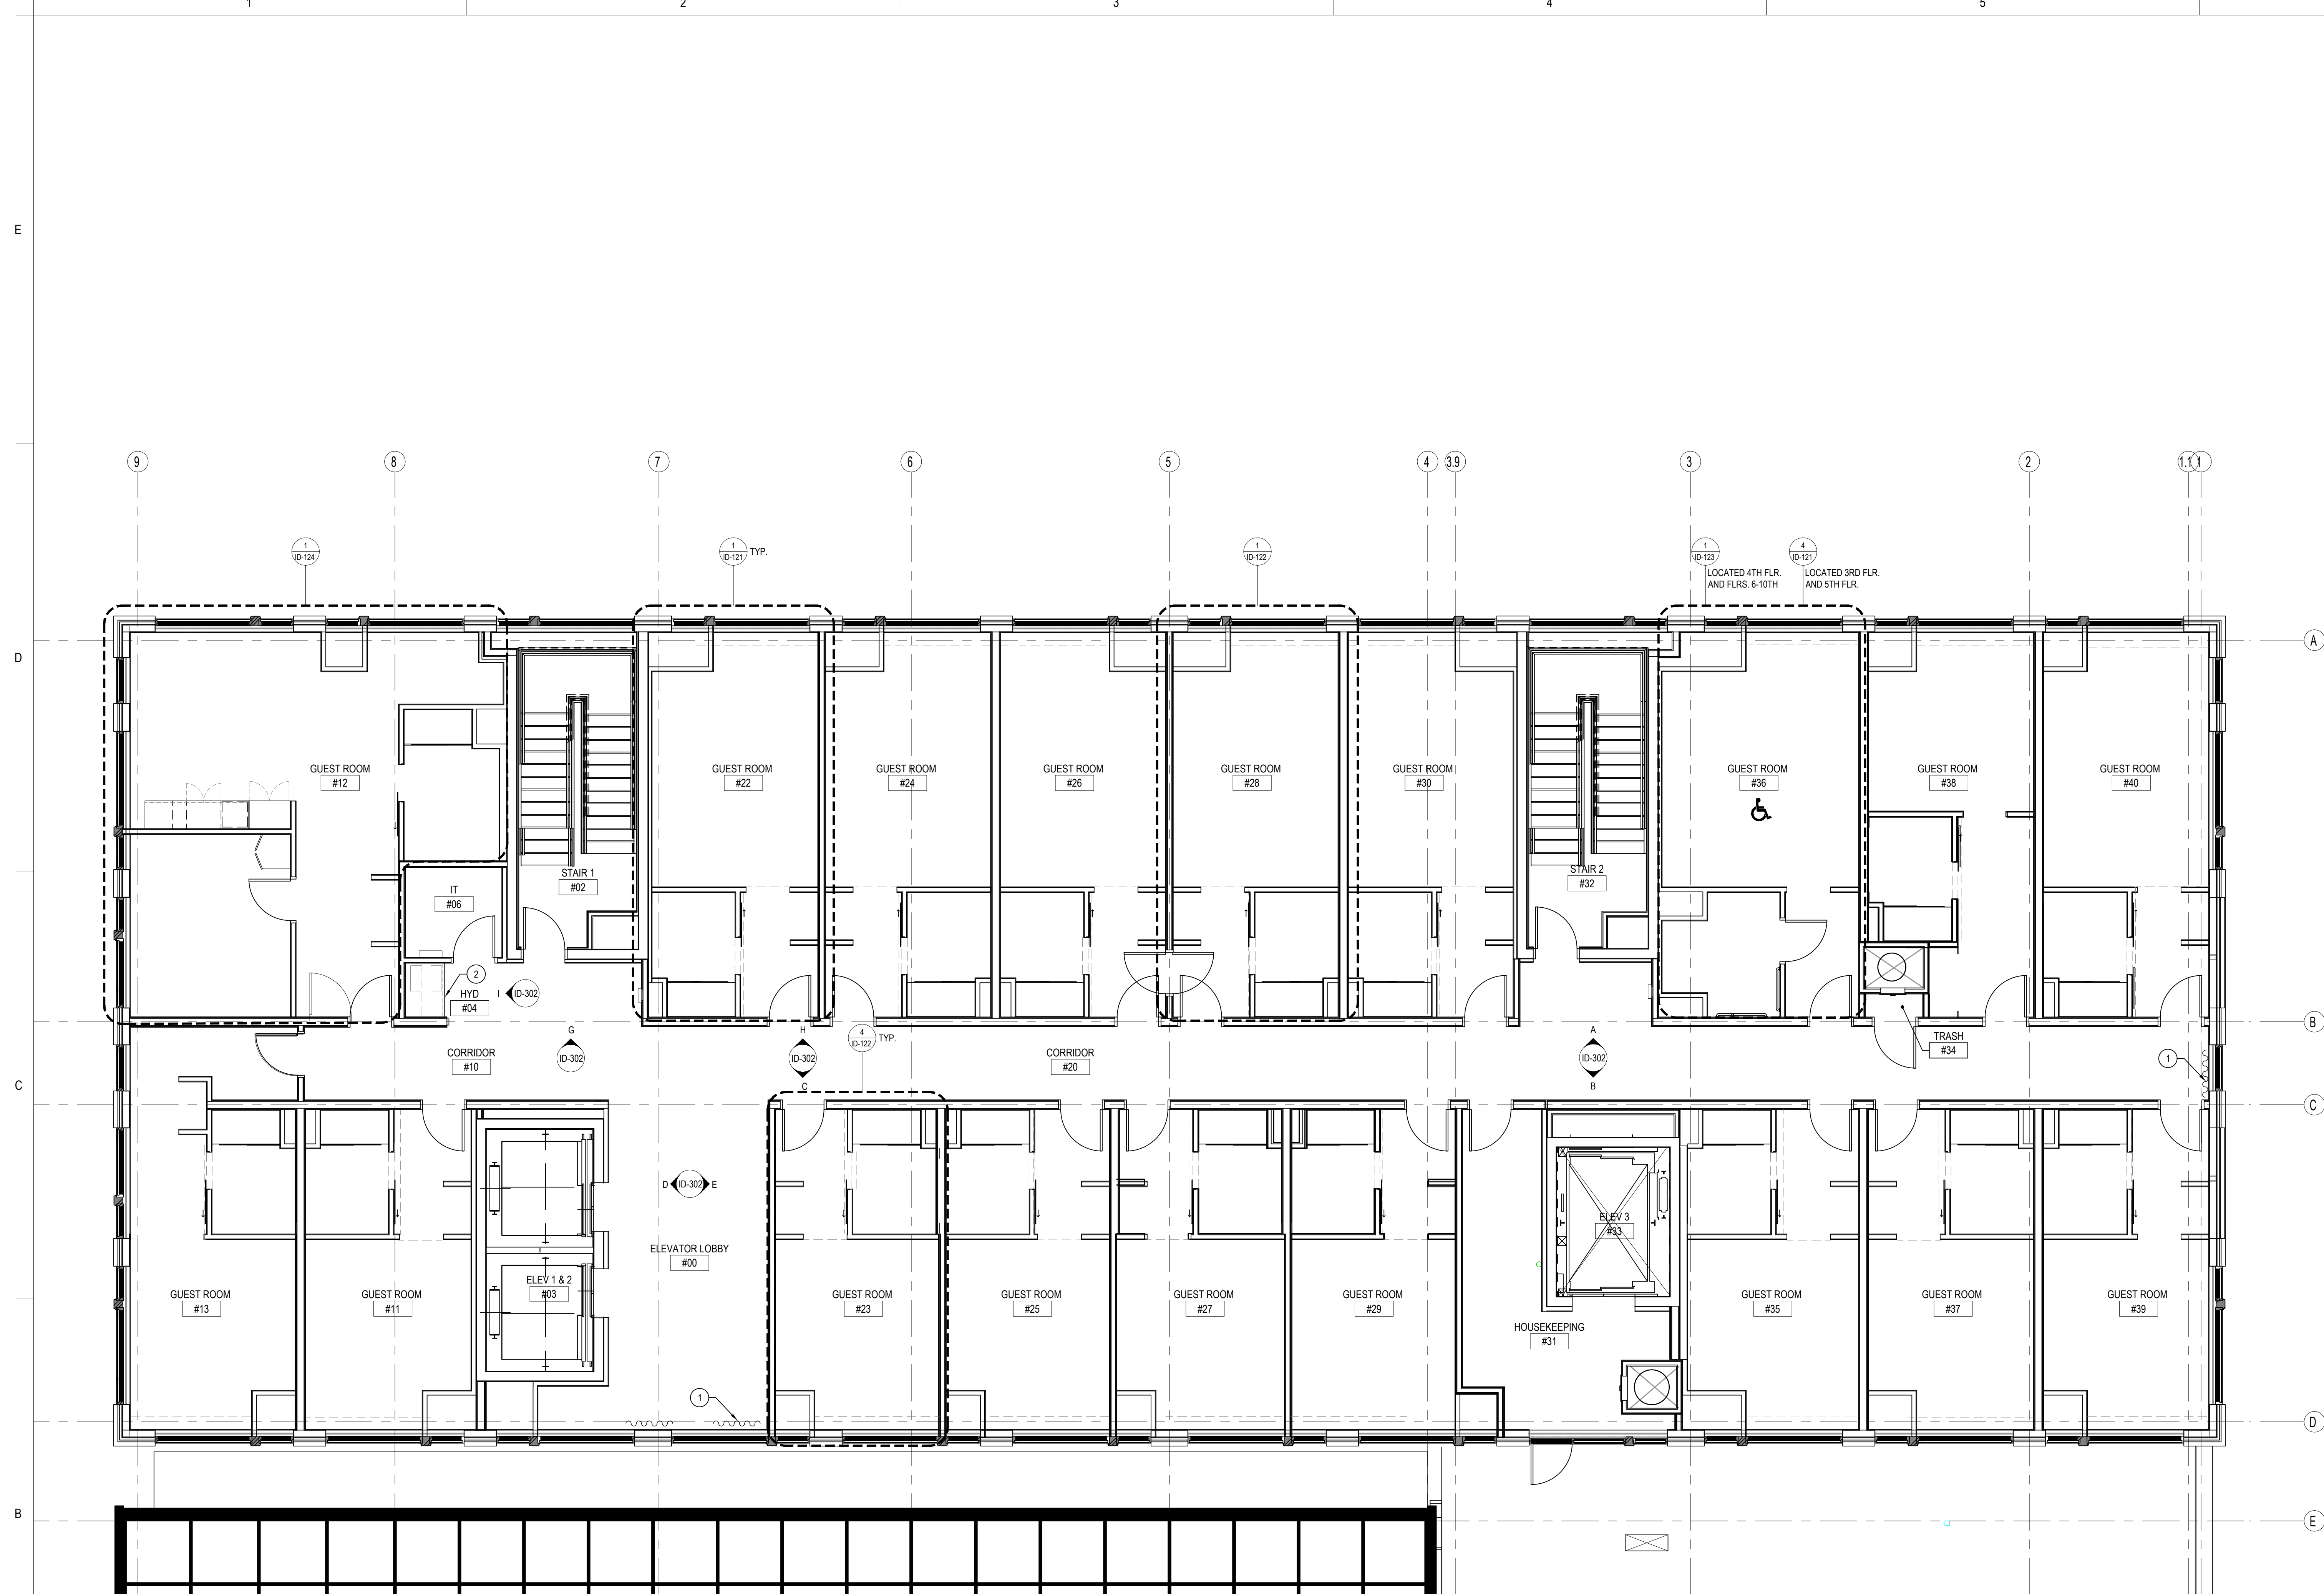 1 2 3 4 5
E
9 8 7 6 5 4 3.9 3 2 1.1 1
1
ID-124
1
ID-121
TYP.
1
ID-122
1
ID-123
4
ID-121
LOCATED 4TH FLR.
AND FLRS. 6-10TH
LOCATED 3RD FLR.
AND 5TH FLR.
A
D
GUEST ROOM
#12
GUEST ROOM
#22
GUEST ROOM
#24
GUEST ROOM
#26
GUEST ROOM
#28
GUEST ROOM
#30
GUEST ROOM
#36
GUEST ROOM
#38
GUEST ROOM
#40
STAIR 1
#02
STAIR 2
#32
IT
#06
2
HYD
#04
I
ID-302
B
G
ID-302
H
ID-302
C
4
ID-122
TYP.
A
ID-302
B
TRASH
#34
1
CORRIDOR
#10
CORRIDOR
#20
C
C
D
ID-302
E
ELEV 3
#33
ELEVATOR LOBBY
#00
ELEV 1 & 2
#03
GUEST ROOM
#13
GUEST ROOM
#11
GUEST ROOM
#23
GUEST ROOM
#25
GUEST ROOM
#27
GUEST ROOM
#29
GUEST ROOM
#35
GUEST ROOM
#37
GUEST ROOM
#39
HOUSEKEEPING
#31
1
D
B
E